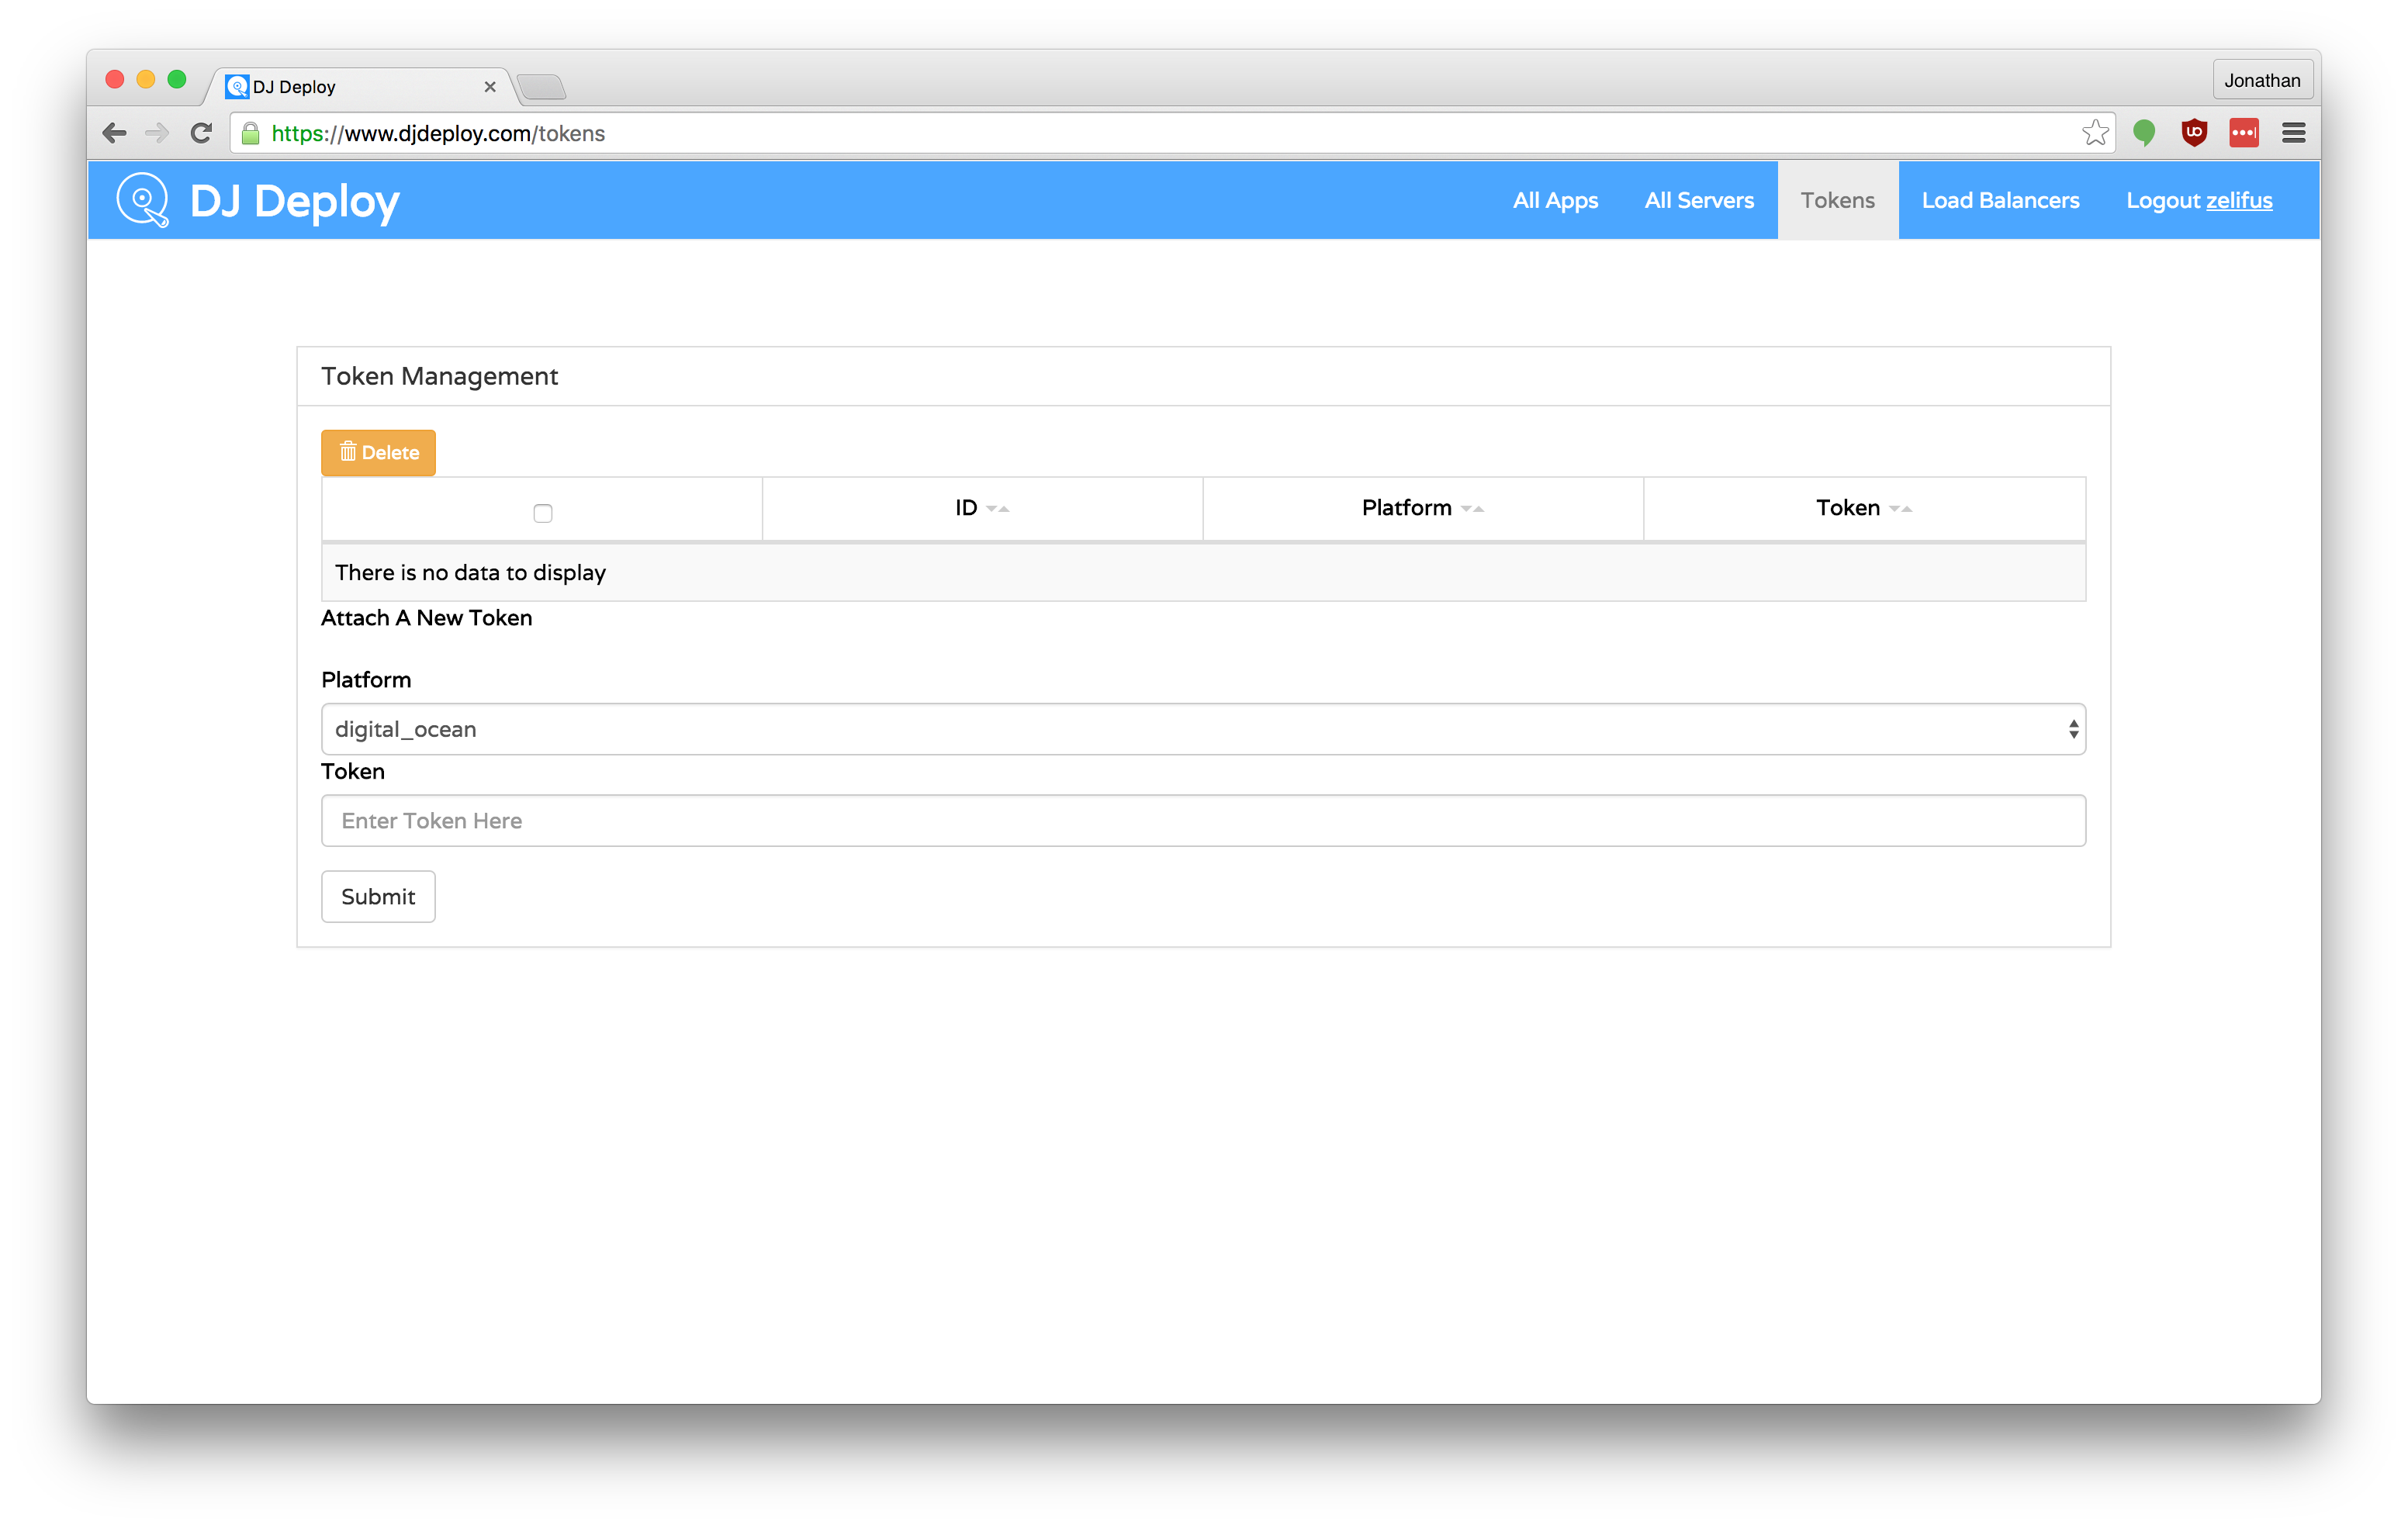 DJ Deploy
Jonathan
https://www.djdeploy.com/tokens
DJ Deploy
All Apps
All Servers
Tokens
Load Balancers
Logout zelifus
Token Management
Delete
ID
Platform
Token
There is no data to display
Attach A New Token
Platform
digital_ocean
Token
Enter Token Here
Submit